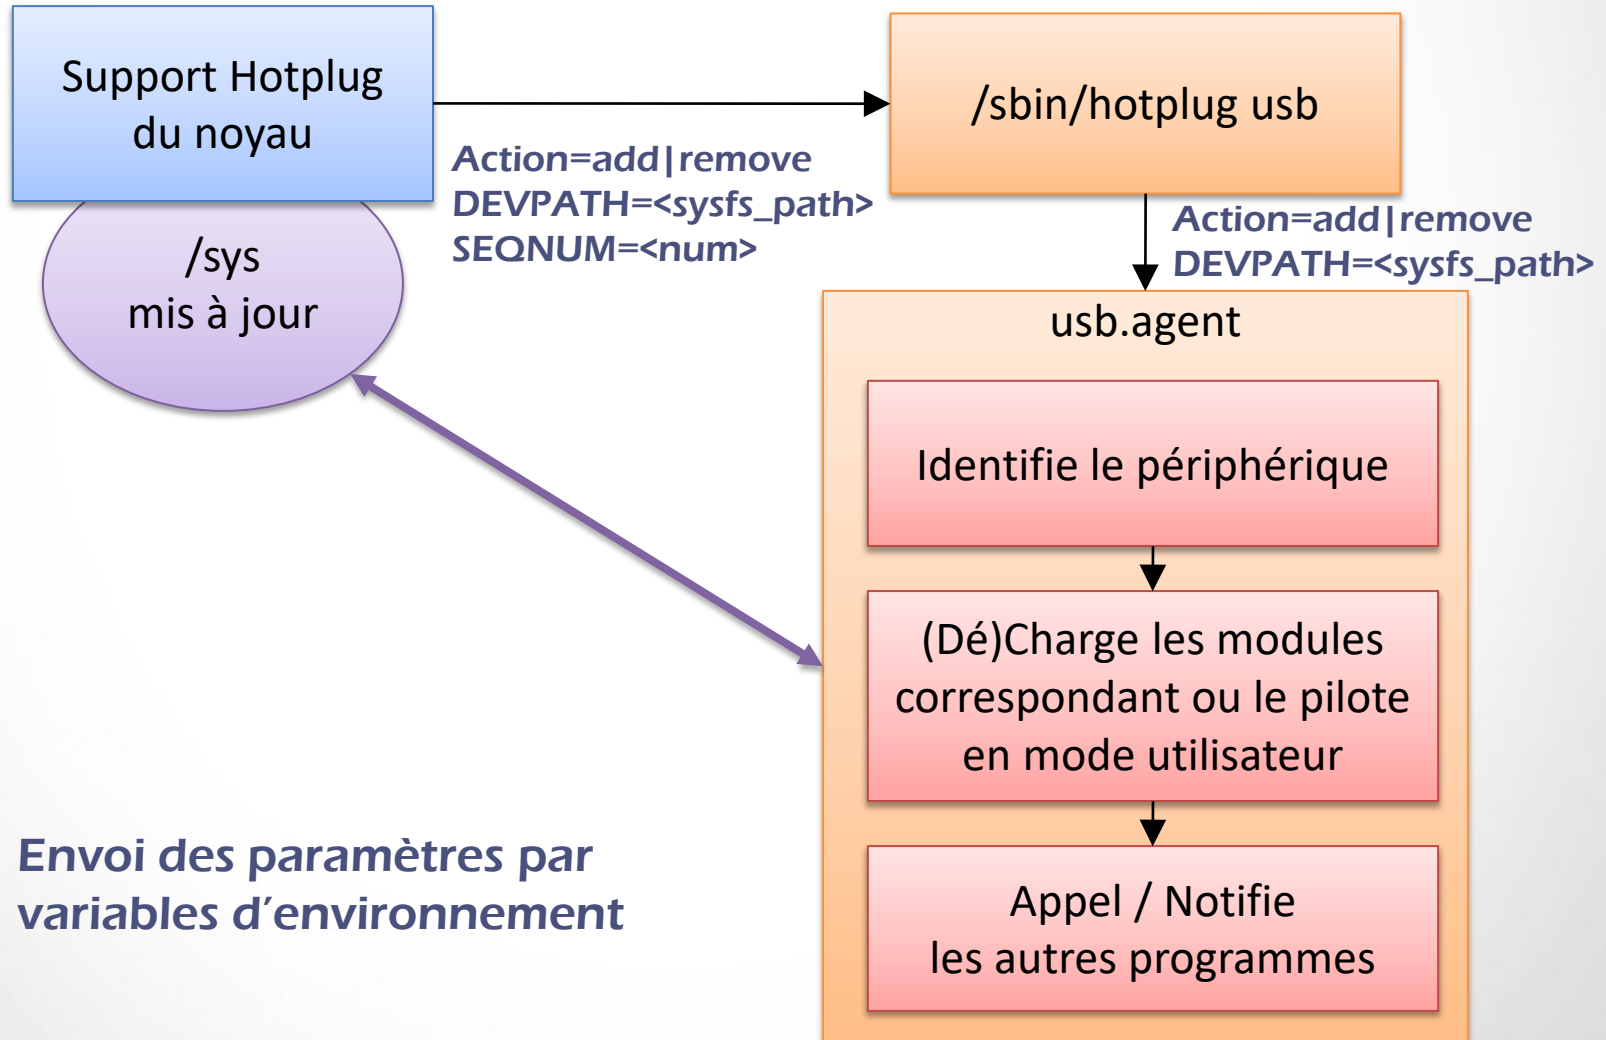 Support Hotplug
du noyau
/sbin/hotplug usb
Action=add|remove
DEVPATH=<sysfs_path>
SEQNUM=<num>
Action=add|remove
DEVPATH=<sysfs_path>
/sys
mis à jour
usb.agent
Identifie le périphérique
(Dé)Charge les modules
correspondant ou le pilote
en mode utilisateur
Appel / Notifie
les autres programmes
Envoi des paramètres par
variables d’environnement